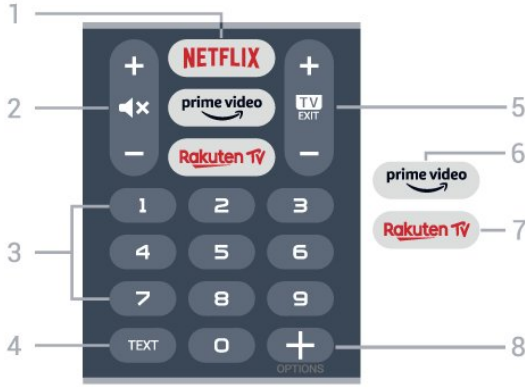 1
NETFLIX
+ +
2
prime video
TV
EXIT
5
− −
Rakuten TV
6
prime video
1 2 3
Rakuten TV
7
3
4 5 6
7 8 9
4
TEXT 0 +
8
OPTIONS